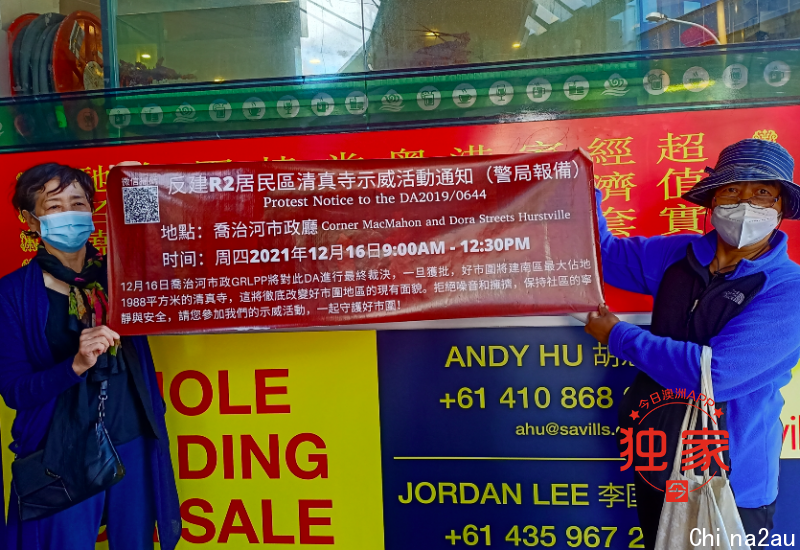 經濟
超值
實
反建R2居民區清真寺示威活動通知（警局報備）
Protest Notice to the DA2019/0644
地點：喬治河市政廳 Corner MacMahon and Dora Streets Hurstville
时间：周四2021年12月16日9:00AM - 12:30PM
12月16日喬治河市政GRLPP將對此DA進行最終裁決，一旦獲批，好市圍將建南區最大佔地
1988平方米的清真寺，這將徹底改變好市圍地區的現有面貌。拒絕噪音和擁擠，保持社區的寧
靜與安全，請您參加我們的示威活動，一起守護好市圍！
OLE
DING
SALE
ANDY HU 胡
+61 410 868
ahu@savills.
JORDAN LEE 李
+61 435 967 2
今日澳洲APP
独家
China2au